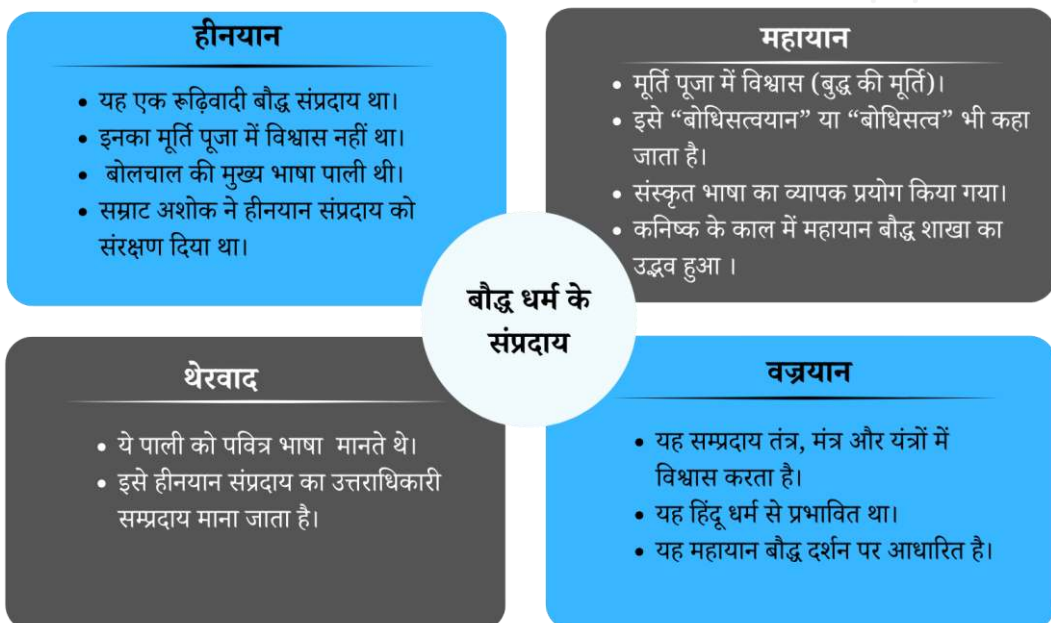 हीनयान
• यह एक रूढ़िवादी बौद्ध संप्रदाय था।
• इनका मूर्ति पूजा में विश्वास नहीं था।
• बोलचाल की मुख्य भाषा पाली थी।
• सम्राट अशोक ने हीनयान संप्रदाय को
संरक्षण दिया था।
महायान
• मूर्ति पूजा में विश्वास (बुद्ध की मूर्ति)।
• इसे “बोधिसत्वयान” या “बोधिसत्व” भी कहा
जाता है।
• संस्कृत भाषा का व्यापक प्रयोग किया गया।
• कनिष्क के काल में महायान बौद्ध शाखा का
उद्भव हुआ ।
बौद्ध धर्म के
संप्रदाय
थेरवाद
• ये पाली को पवित्र भाषा मानते थे।
• इसे हीनयान संप्रदाय का उत्तराधिकारी
सम्प्रदाय माना जाता है।
वज्रयान
• यह सम्प्रदाय तंत्र, मंत्र और यंत्रों में
विश्वास करता है।
• यह हिंदू धर्म से प्रभावित था।
• यह महायान बौद्ध दर्शन पर आधारित है।